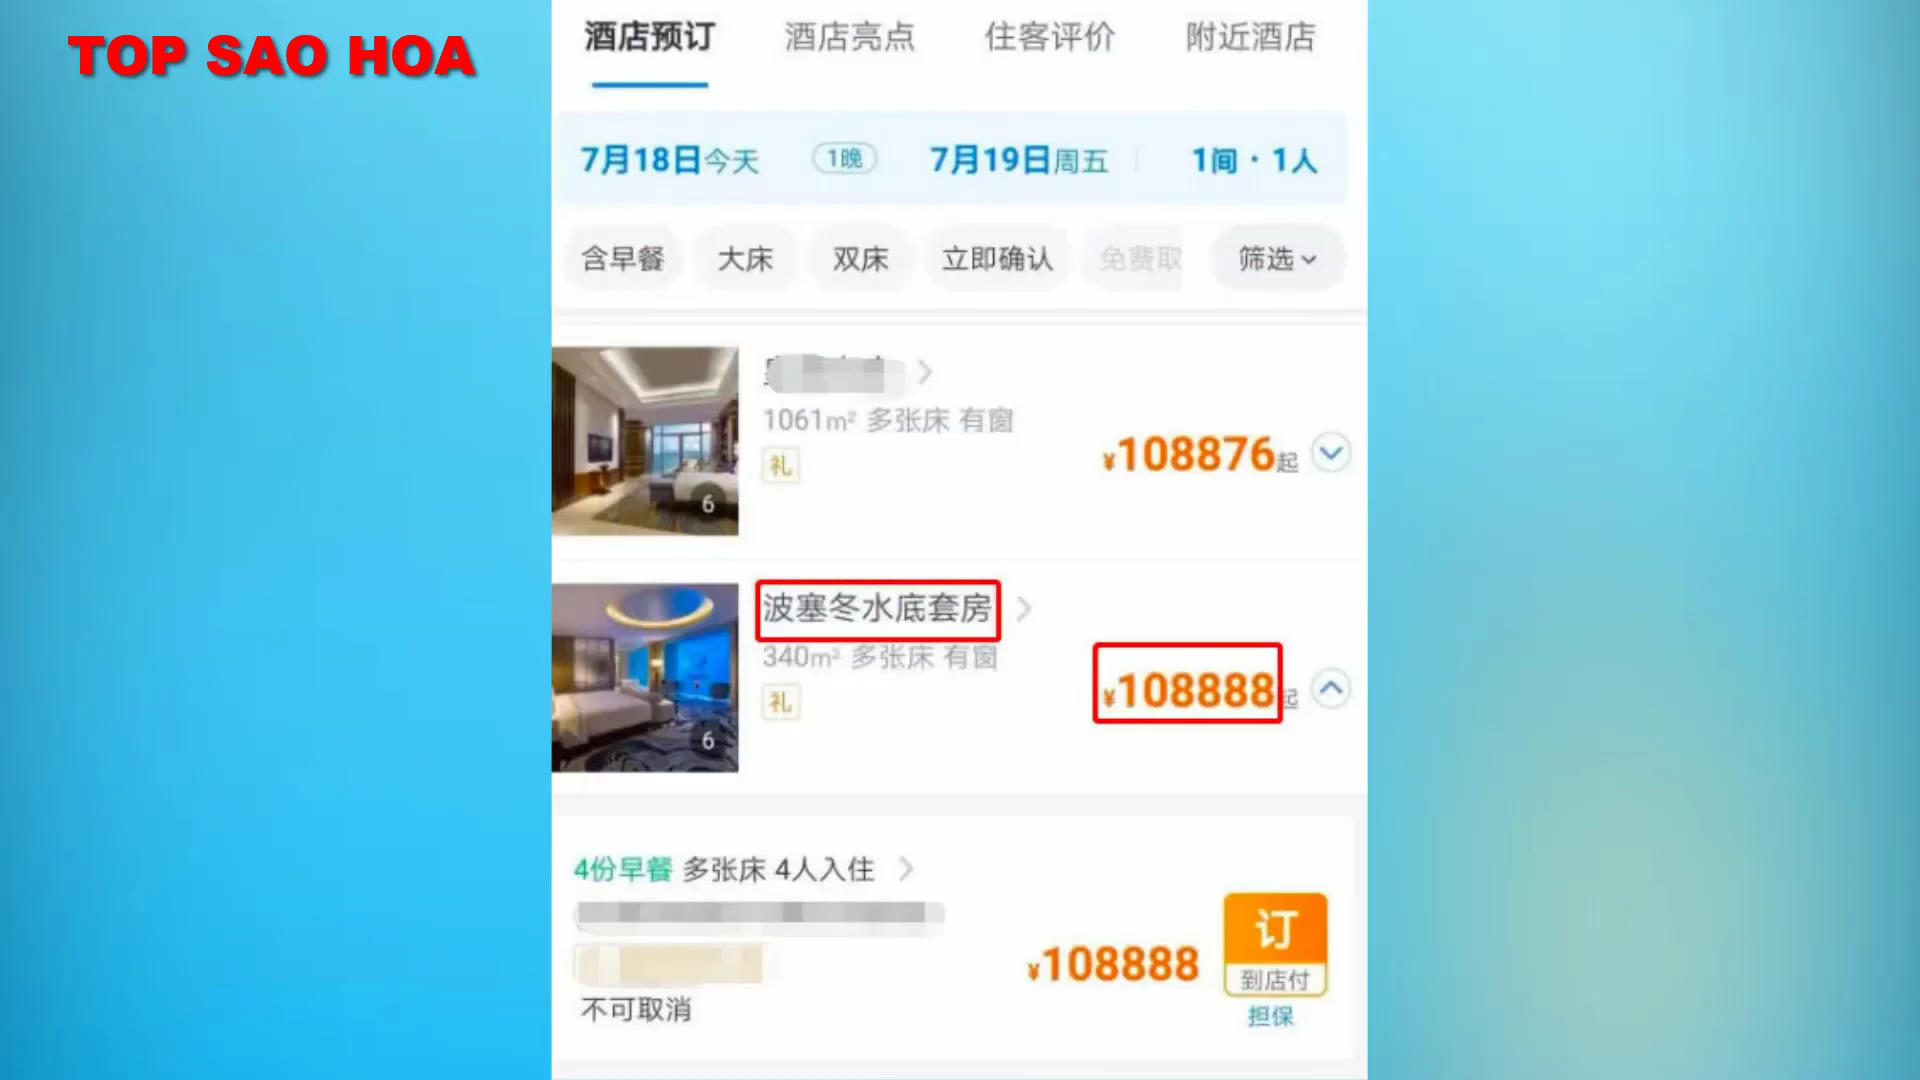 TOP SAO HOA
酒店预订 酒店亮点 住客评价 附近酒店
7月18日今天 1晚 7月19日周五 1间·1人
含早餐 大床 双床 立即确认 免费取 筛选
1061m² 多张床 有窗
礼
¥108876起
6
波塞冬水底套房
340m² 多张床 有窗
礼
¥108888起
6
4份早餐 多张床 4人入住
¥108888
订
到店付
担保
不可取消